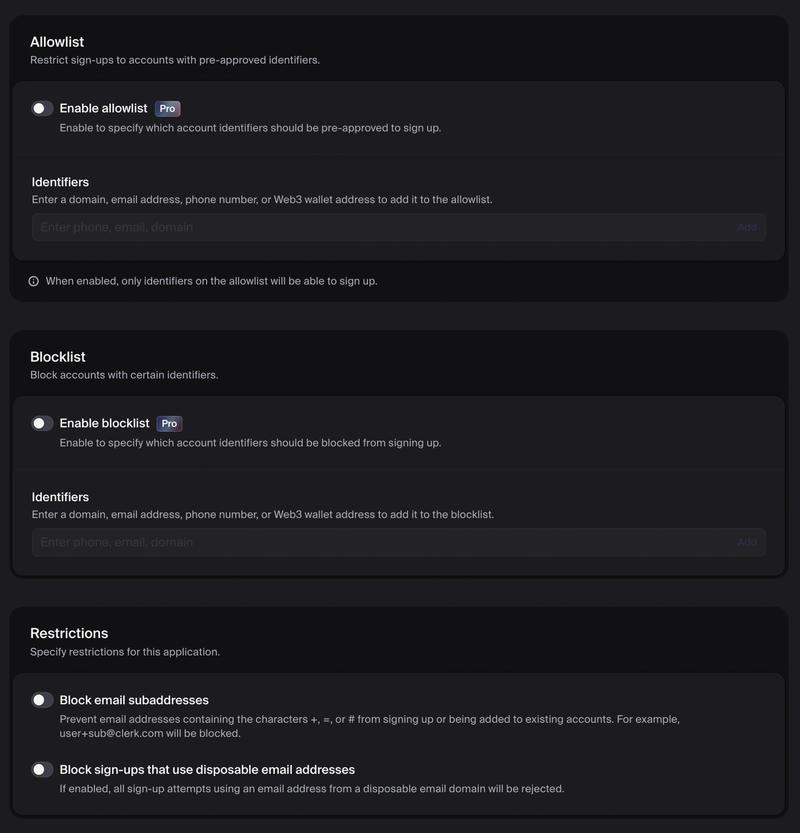 Allowlist
Restrict sign-ups to accounts with pre-approved identifiers.
Enable allowlist Pro
Enable to specify which account identifiers should be pre-approved to sign up.
Identifiers
Enter a domain, email address, phone number, or Web3 wallet address to add it to the allowlist.
Enter phone, email, domain Add
When enabled, only identifiers on the allowlist will be able to sign up.
Blocklist
Block accounts with certain identifiers.
Enable blocklist Pro
Enable to specify which account identifiers should be blocked from signing up.
Identifiers
Enter a domain, email address, phone number, or Web3 wallet address to add it to the blocklist.
Enter phone, email, domain Add
Restrictions
Specify restrictions for this application.
Block email subaddresses
Prevent email addresses containing the characters +, =, or # from signing up or being added to existing accounts. For example,
user+sub@clerk.com will be blocked.
Block sign-ups that use disposable email addresses
If enabled, all sign-up attempts using an email address from a disposable email domain will be rejected.